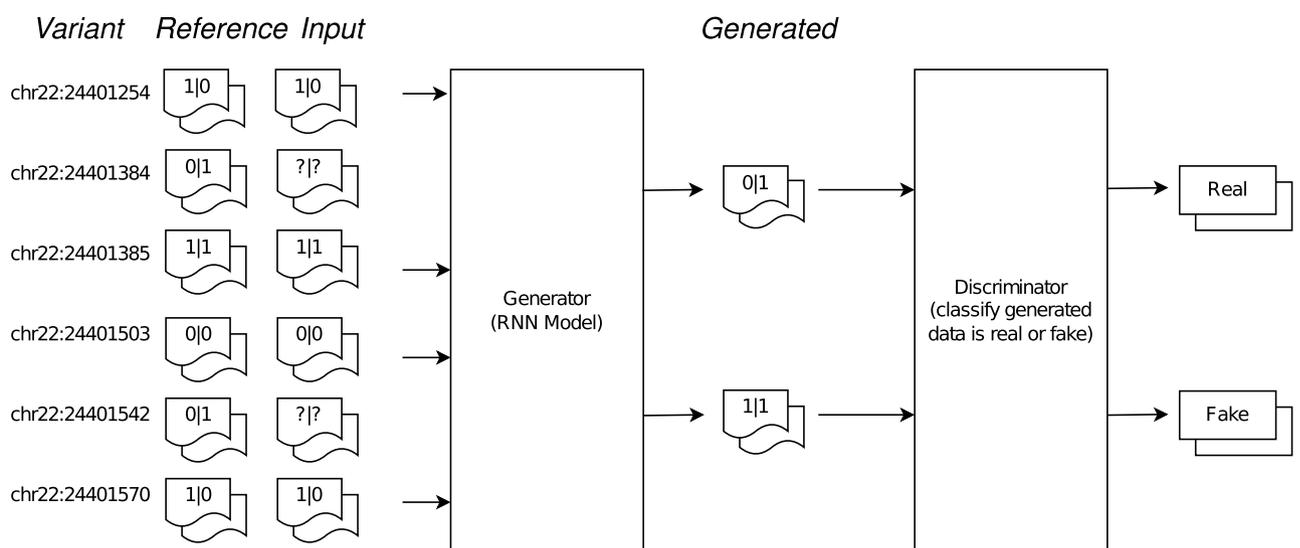 Variant Reference Input Generated
chr22:24401254 1|0 1|0
chr22:24401384 0|1 ?|? 0|1 Real
chr22:24401385 1|1 1|1
Generator
(RNN Model)
Discriminator
(classify generated
data is real or fake)
chr22:24401503 0|0 0|0
chr22:24401542 0|1 ?|? 1|1 Fake
chr22:24401570 1|0 1|0